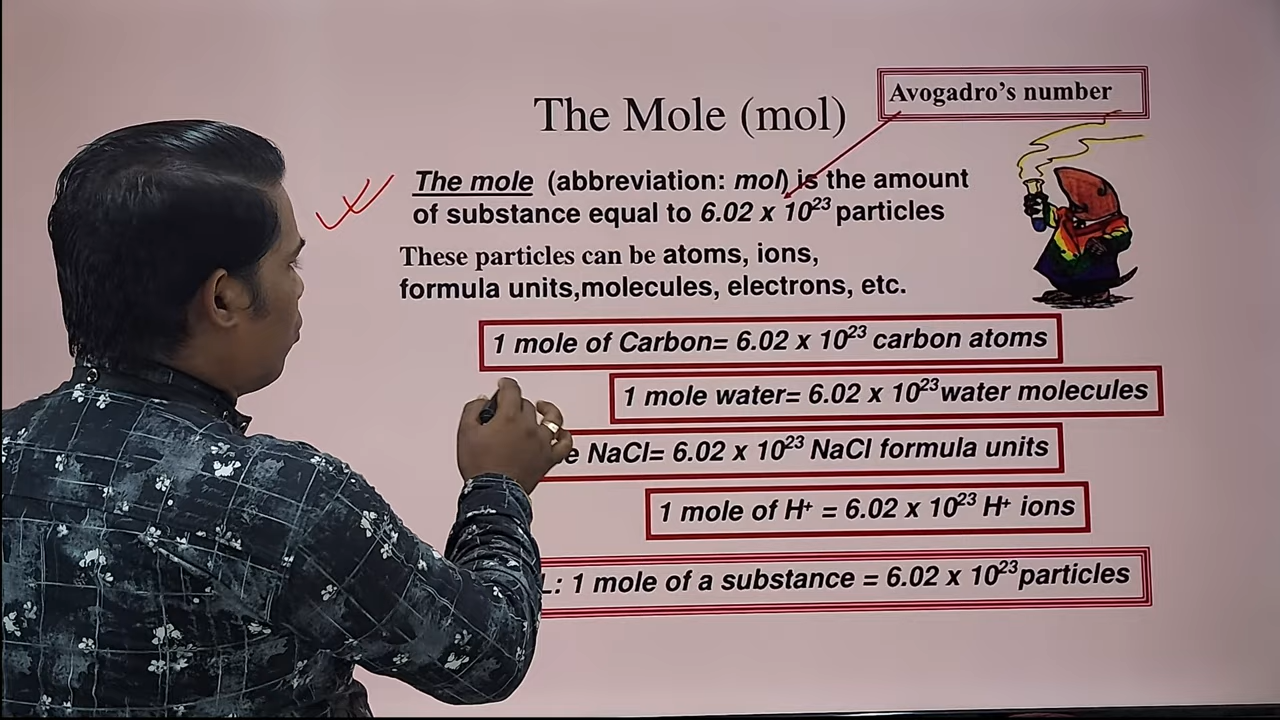 Avogadro's number
The Mole (mol)
The mole (abbreviation: mol) is the amount
of substance equal to 6.02 x 10²³ particles
These particles can be atoms, ions,
formula units,molecules, electrons, etc.
1 mole of Carbon= 6.02 x 10²³ carbon atoms
1 mole water= 6.02 x 10²³ water molecules
NaCl= 6.02 x 10²³ NaCl formula units
1 mole of H⁺ = 6.02 x 10²³ H⁺ ions
L: 1 mole of a substance = 6.02 x 10²³ particles